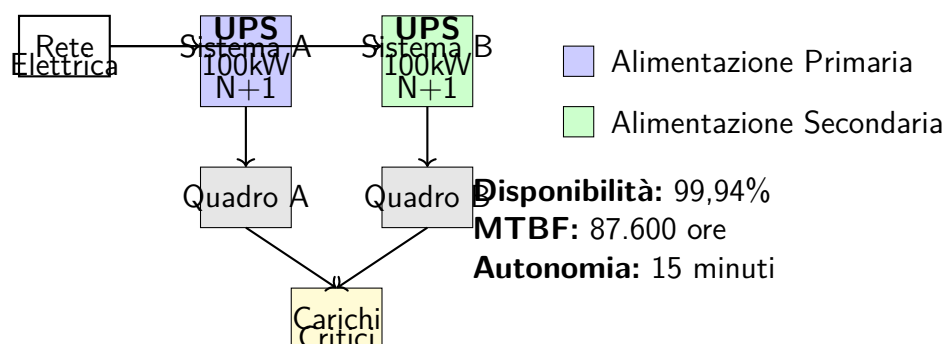 Rete
Elettrica
UPS
Sistema A
100kW
N+1
UPS
Sistema B
100kW
N+1
Alimentazione Primaria
Alimentazione Secondaria
Quadro A
Quadro B
Disponibilità: 99,94%
MTBF: 87.600 ore
Autonomia: 15 minuti
Carichi
Critici